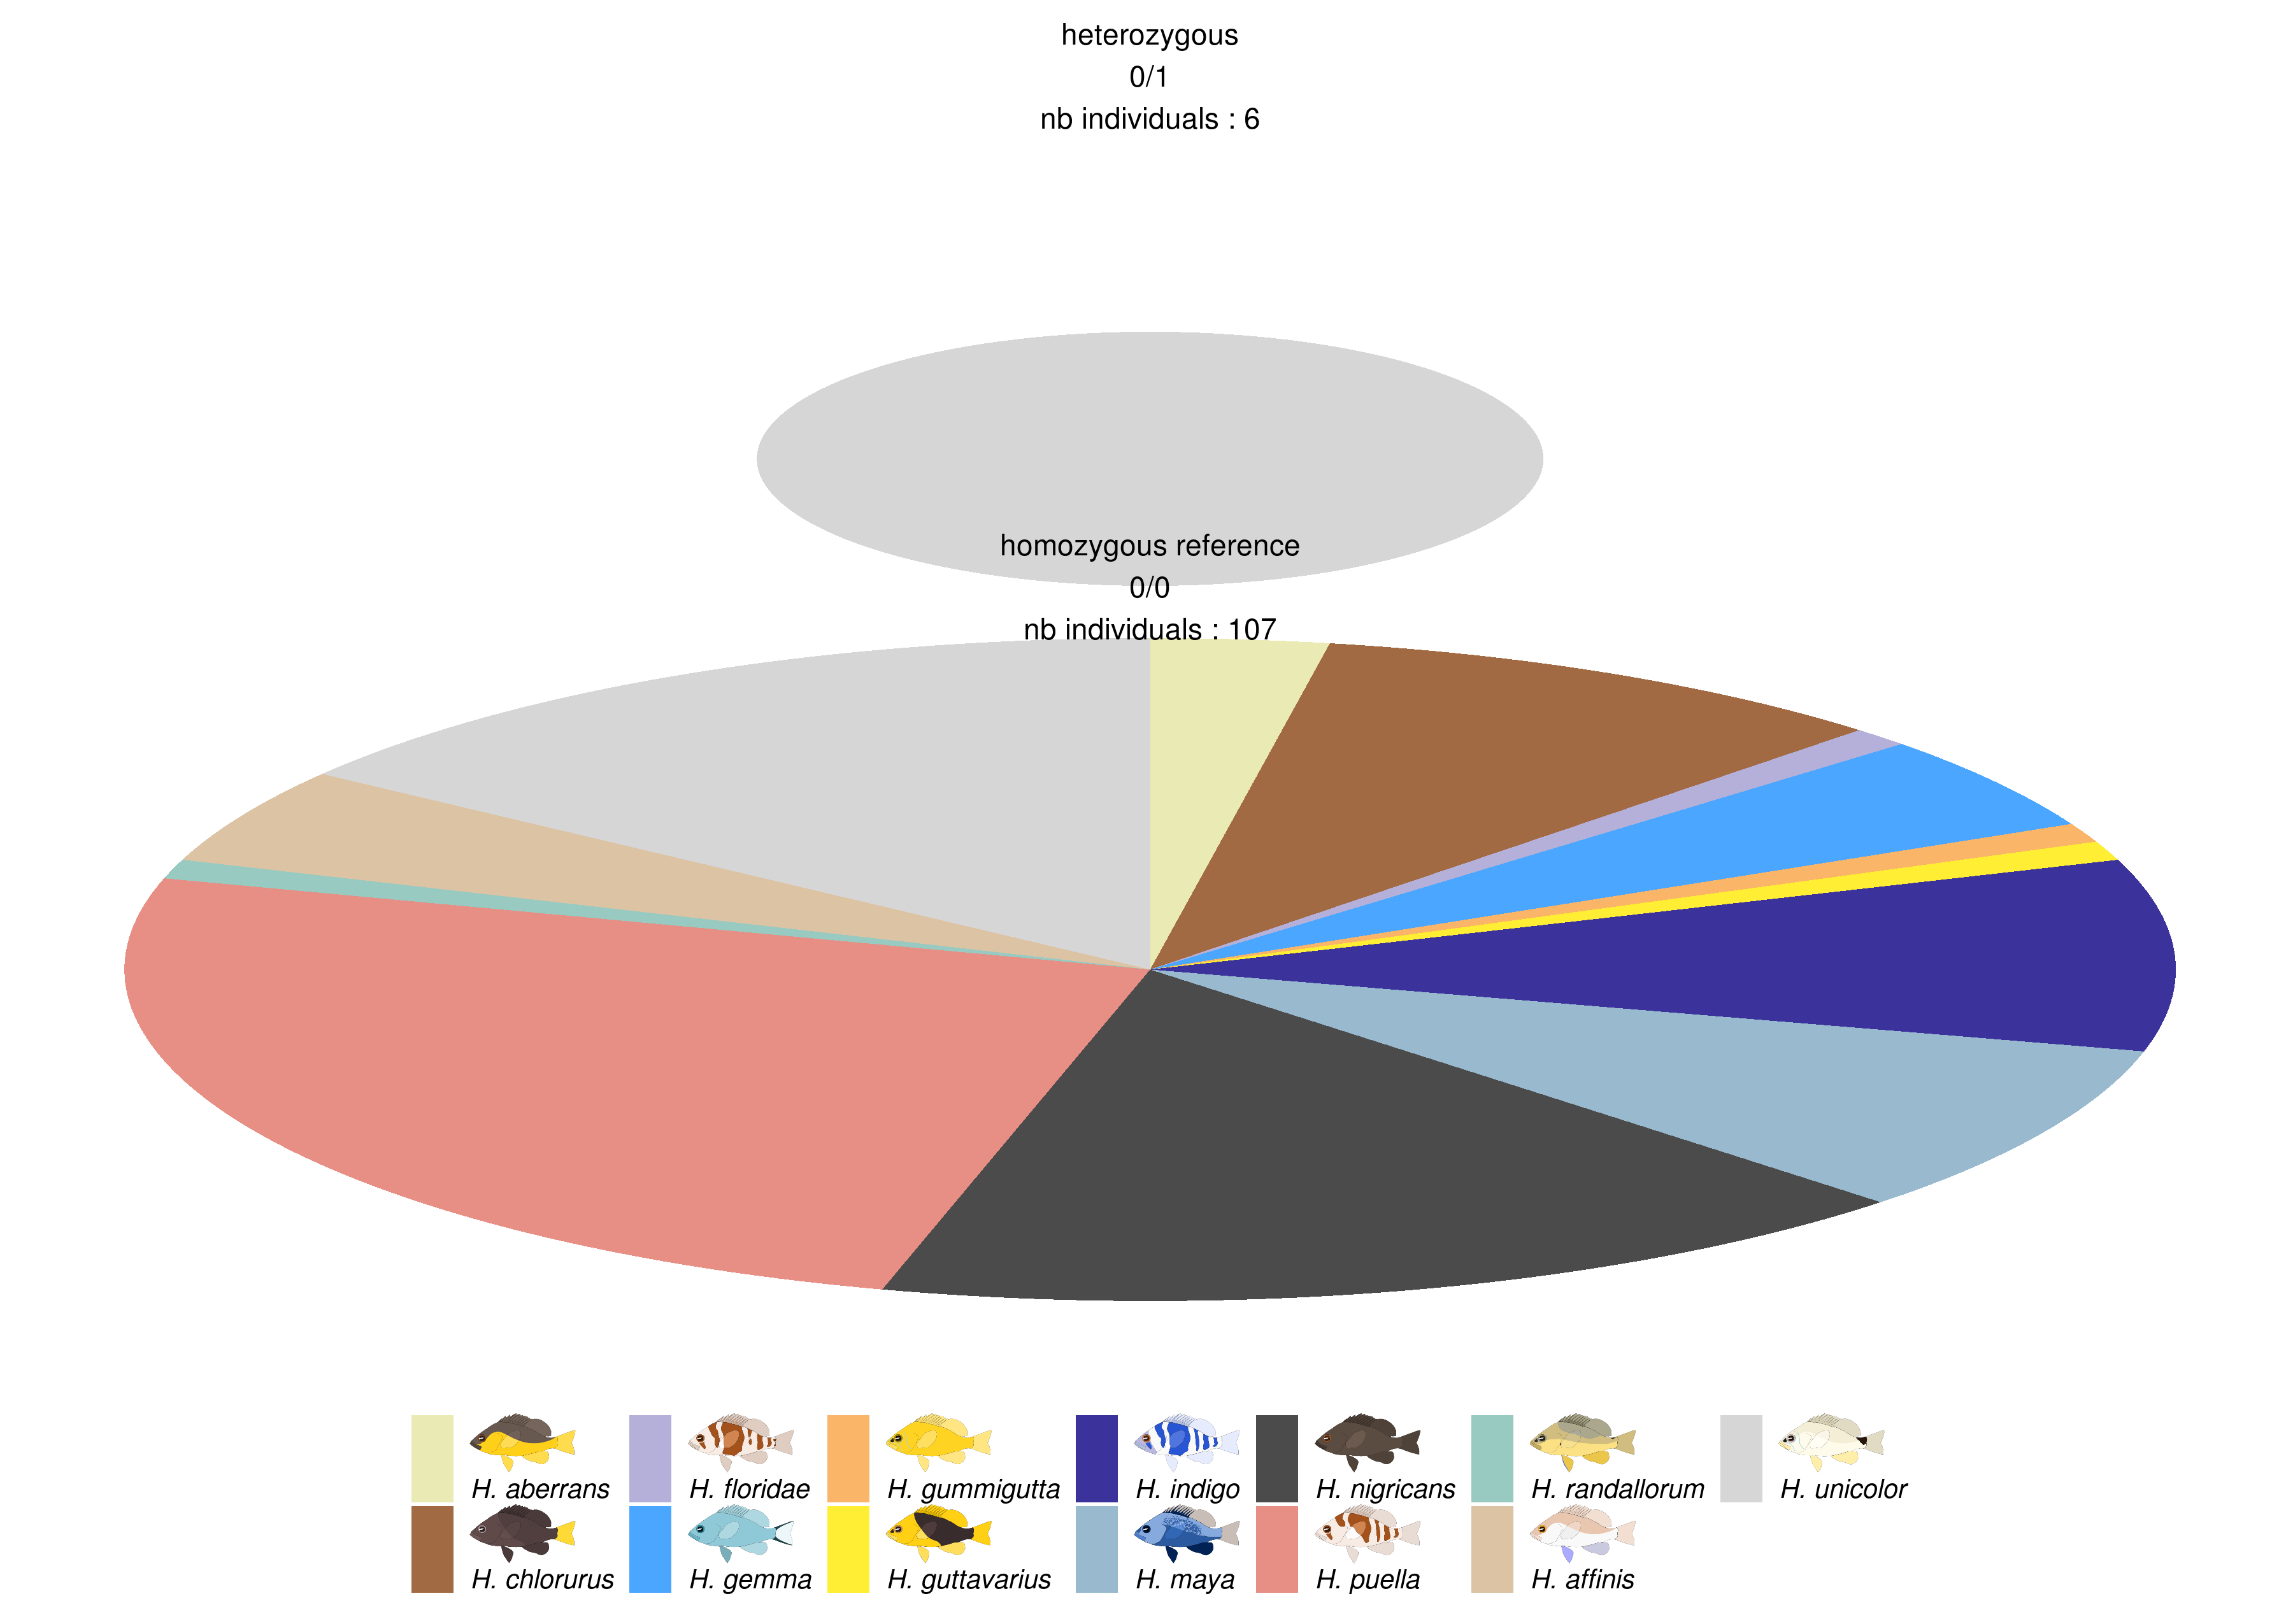 heterozygous
0/1
nb individuals : 6
homozygous reference
0/0
nb individuals : 107
H. aberrans H. floridae H. gummigutta H. indigo H. nigricans H. randallorum H. unicolor
H. chlorurus H. gemma H. guttavarius H. maya H. puella H. affinis